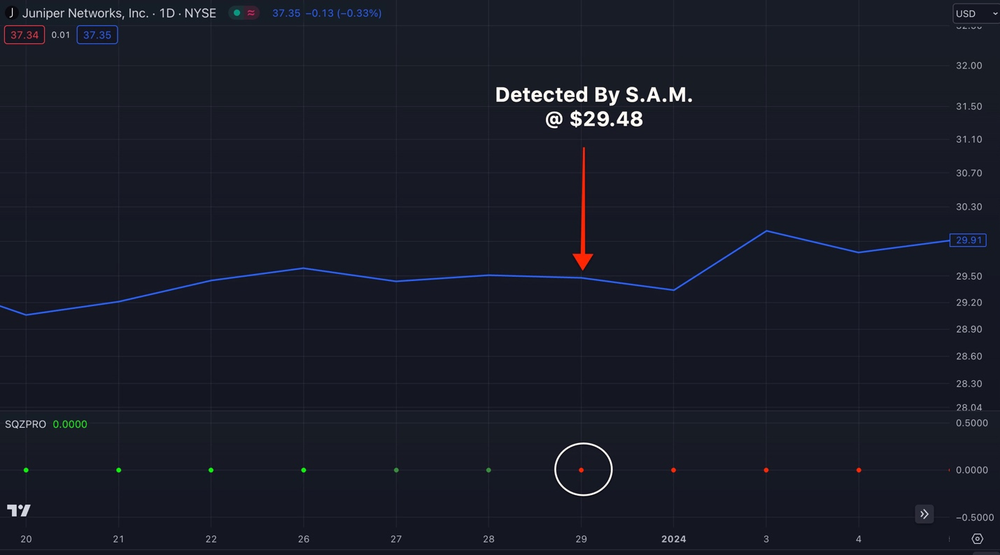 J Juniper Networks, Inc. · 1D · NYSE ≈ 37.35 −0.13 (−0.33%)
USD
37.34 0.01 37.35
32.50
32.00
Detected By S.A.M.
@ $29.48
31.50
31.10
30.70
30.30
29.91
29.50
29.20
28.90
28.60
28.30
28.04
SQZPRO 0.0000
0.5000
0.0000
−0.5000
20 21 22 26 27 28 29 2024 3 4